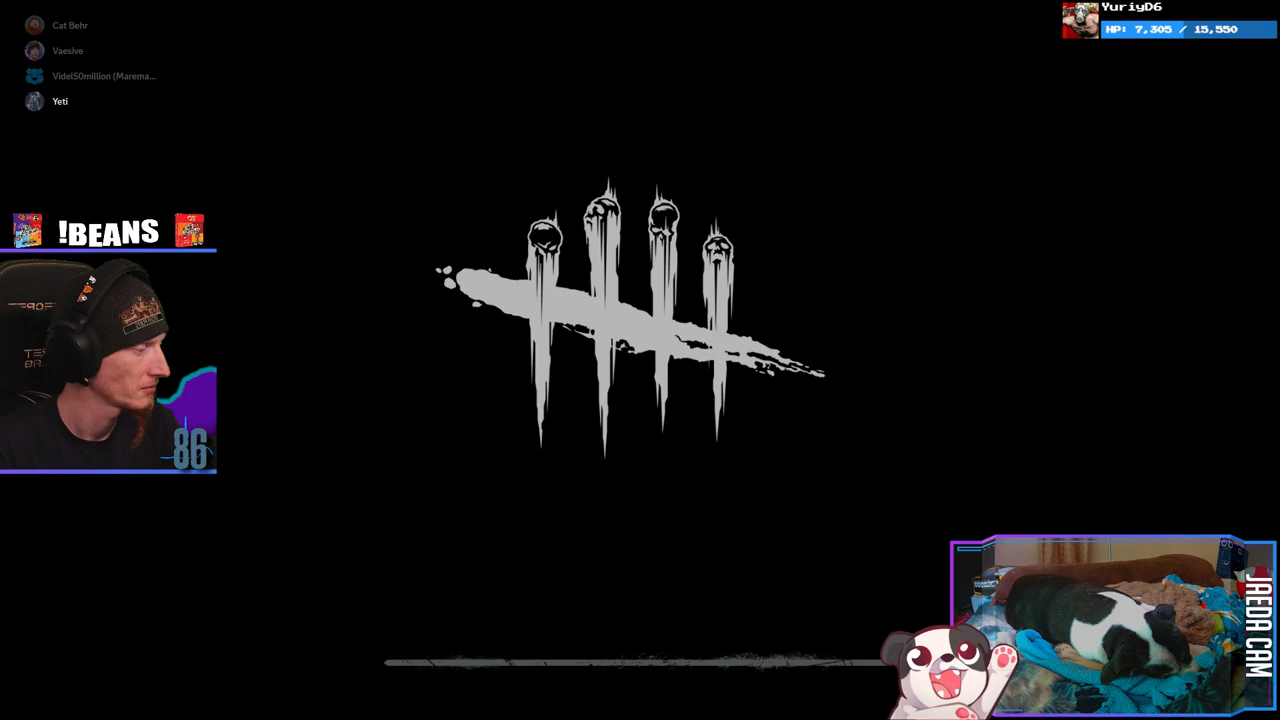 Cat Behr
Vaesive
Videl50million (Marema...
Yeti
YuriyD6
HP: 7,305 / 15,550
!BEANS
86
JAEDA CAM